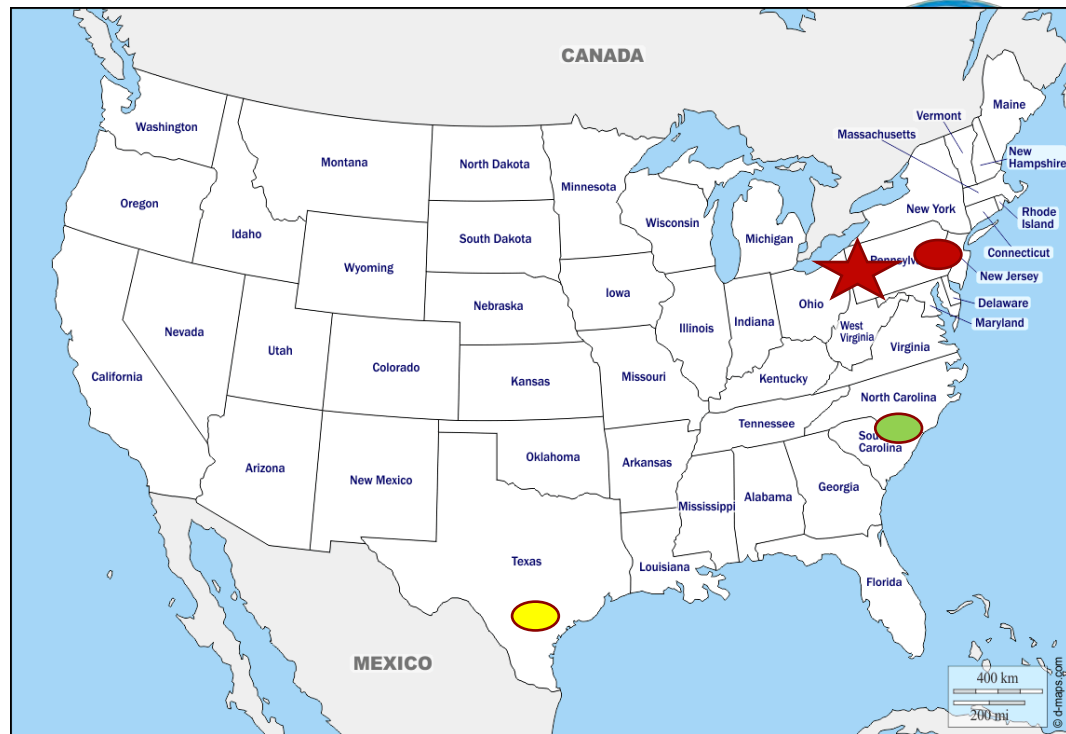 CANADA
Maine
Vermont
Massachusetts
Washington
New
Hampshire
Montana
North Dakota
Minnesota
Oregon
New York
Rhode
Island
Wisconsin
Idaho
South Dakota
Michigan
Connecticut
Pennsylv
Wyoming
New Jersey
Iowa
Nebraska
Ohio
Delaware
Nevada
Illinois
Indiana
Maryland
West
Virginia
Utah
Virginia
Colorado
California
Missouri
Kansas
Kentucky
North Carolina
Tennessee
Sou
Carolina
Oklahoma
Arkansas
Arizona
New Mexico
Georgia
Alabama
Mississippi
Texas
Louisiana
Florida
MEXICO
400 km
200 mi
© d-maps.com